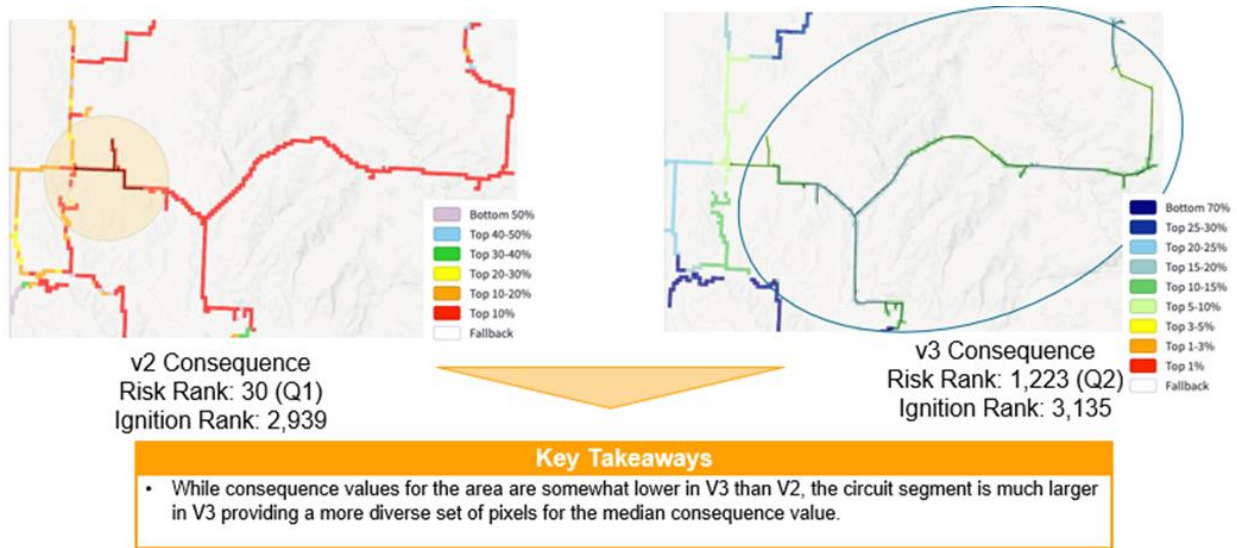 Bottom 50%
Top 40-50%
Top 30-40%
Top 20-30%
Top 10-20%
Top 10%
Fallback
v2 Consequence
Risk Rank: 30 (Q1)
Ignition Rank: 2,939
Bottom 70%
Top 25-30%
Top 20-25%
Top 15-20%
Top 10-15%
Top 5-10%
Top 3-5%
Top 1-3%
Top 1%
Fallback
v3 Consequence
Risk Rank: 1,223 (Q2)
Ignition Rank: 3,135
Key Takeaways
• While consequence values for the area are somewhat lower in V3 than V2, the circuit segment is much larger
in V3 providing a more diverse set of pixels for the median consequence value.